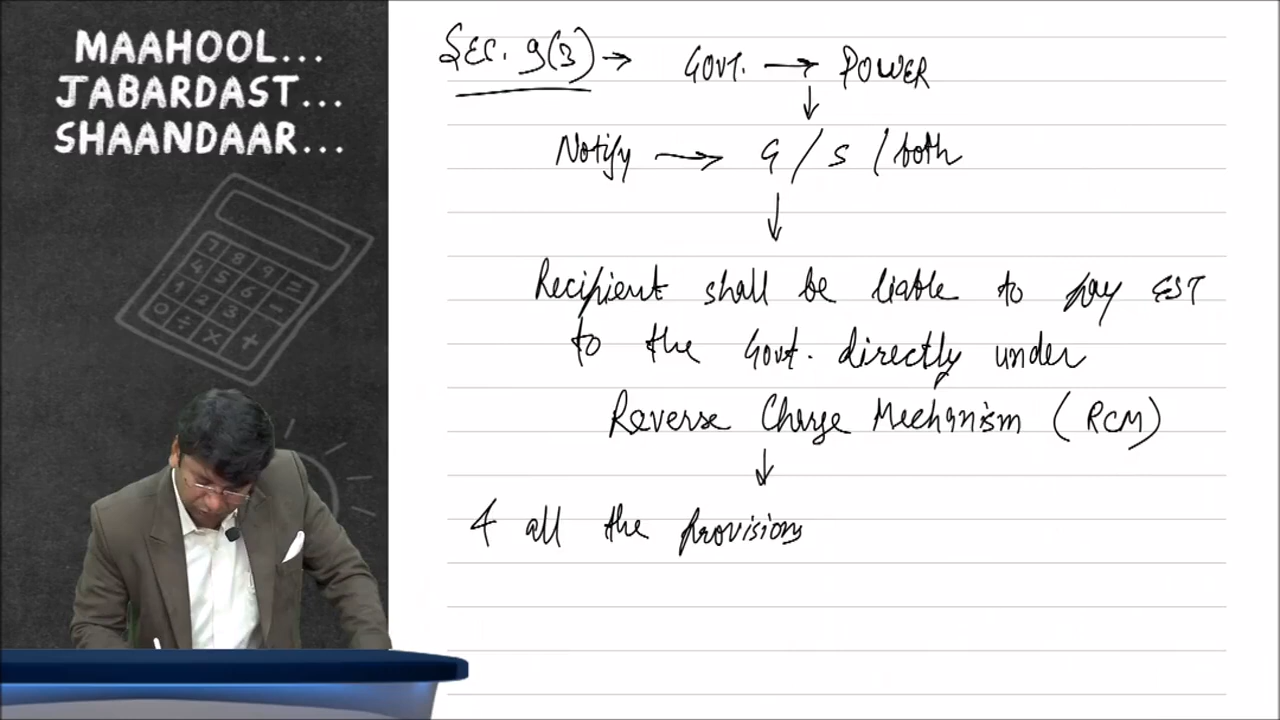 MAAHOOL...
JABARDAST...
SHAANDAAR...
7 8 9 =
4 5 6 -
1 2 3
0 ÷ × +
SEC. 9(3) → Govt. → POWER
↓
Notify → G / S / both
↓
Recipient shall be liable to pay GST
to the Govt. directly under
Reverse Charge Mechanism (RCM)
↓
& all the provisions